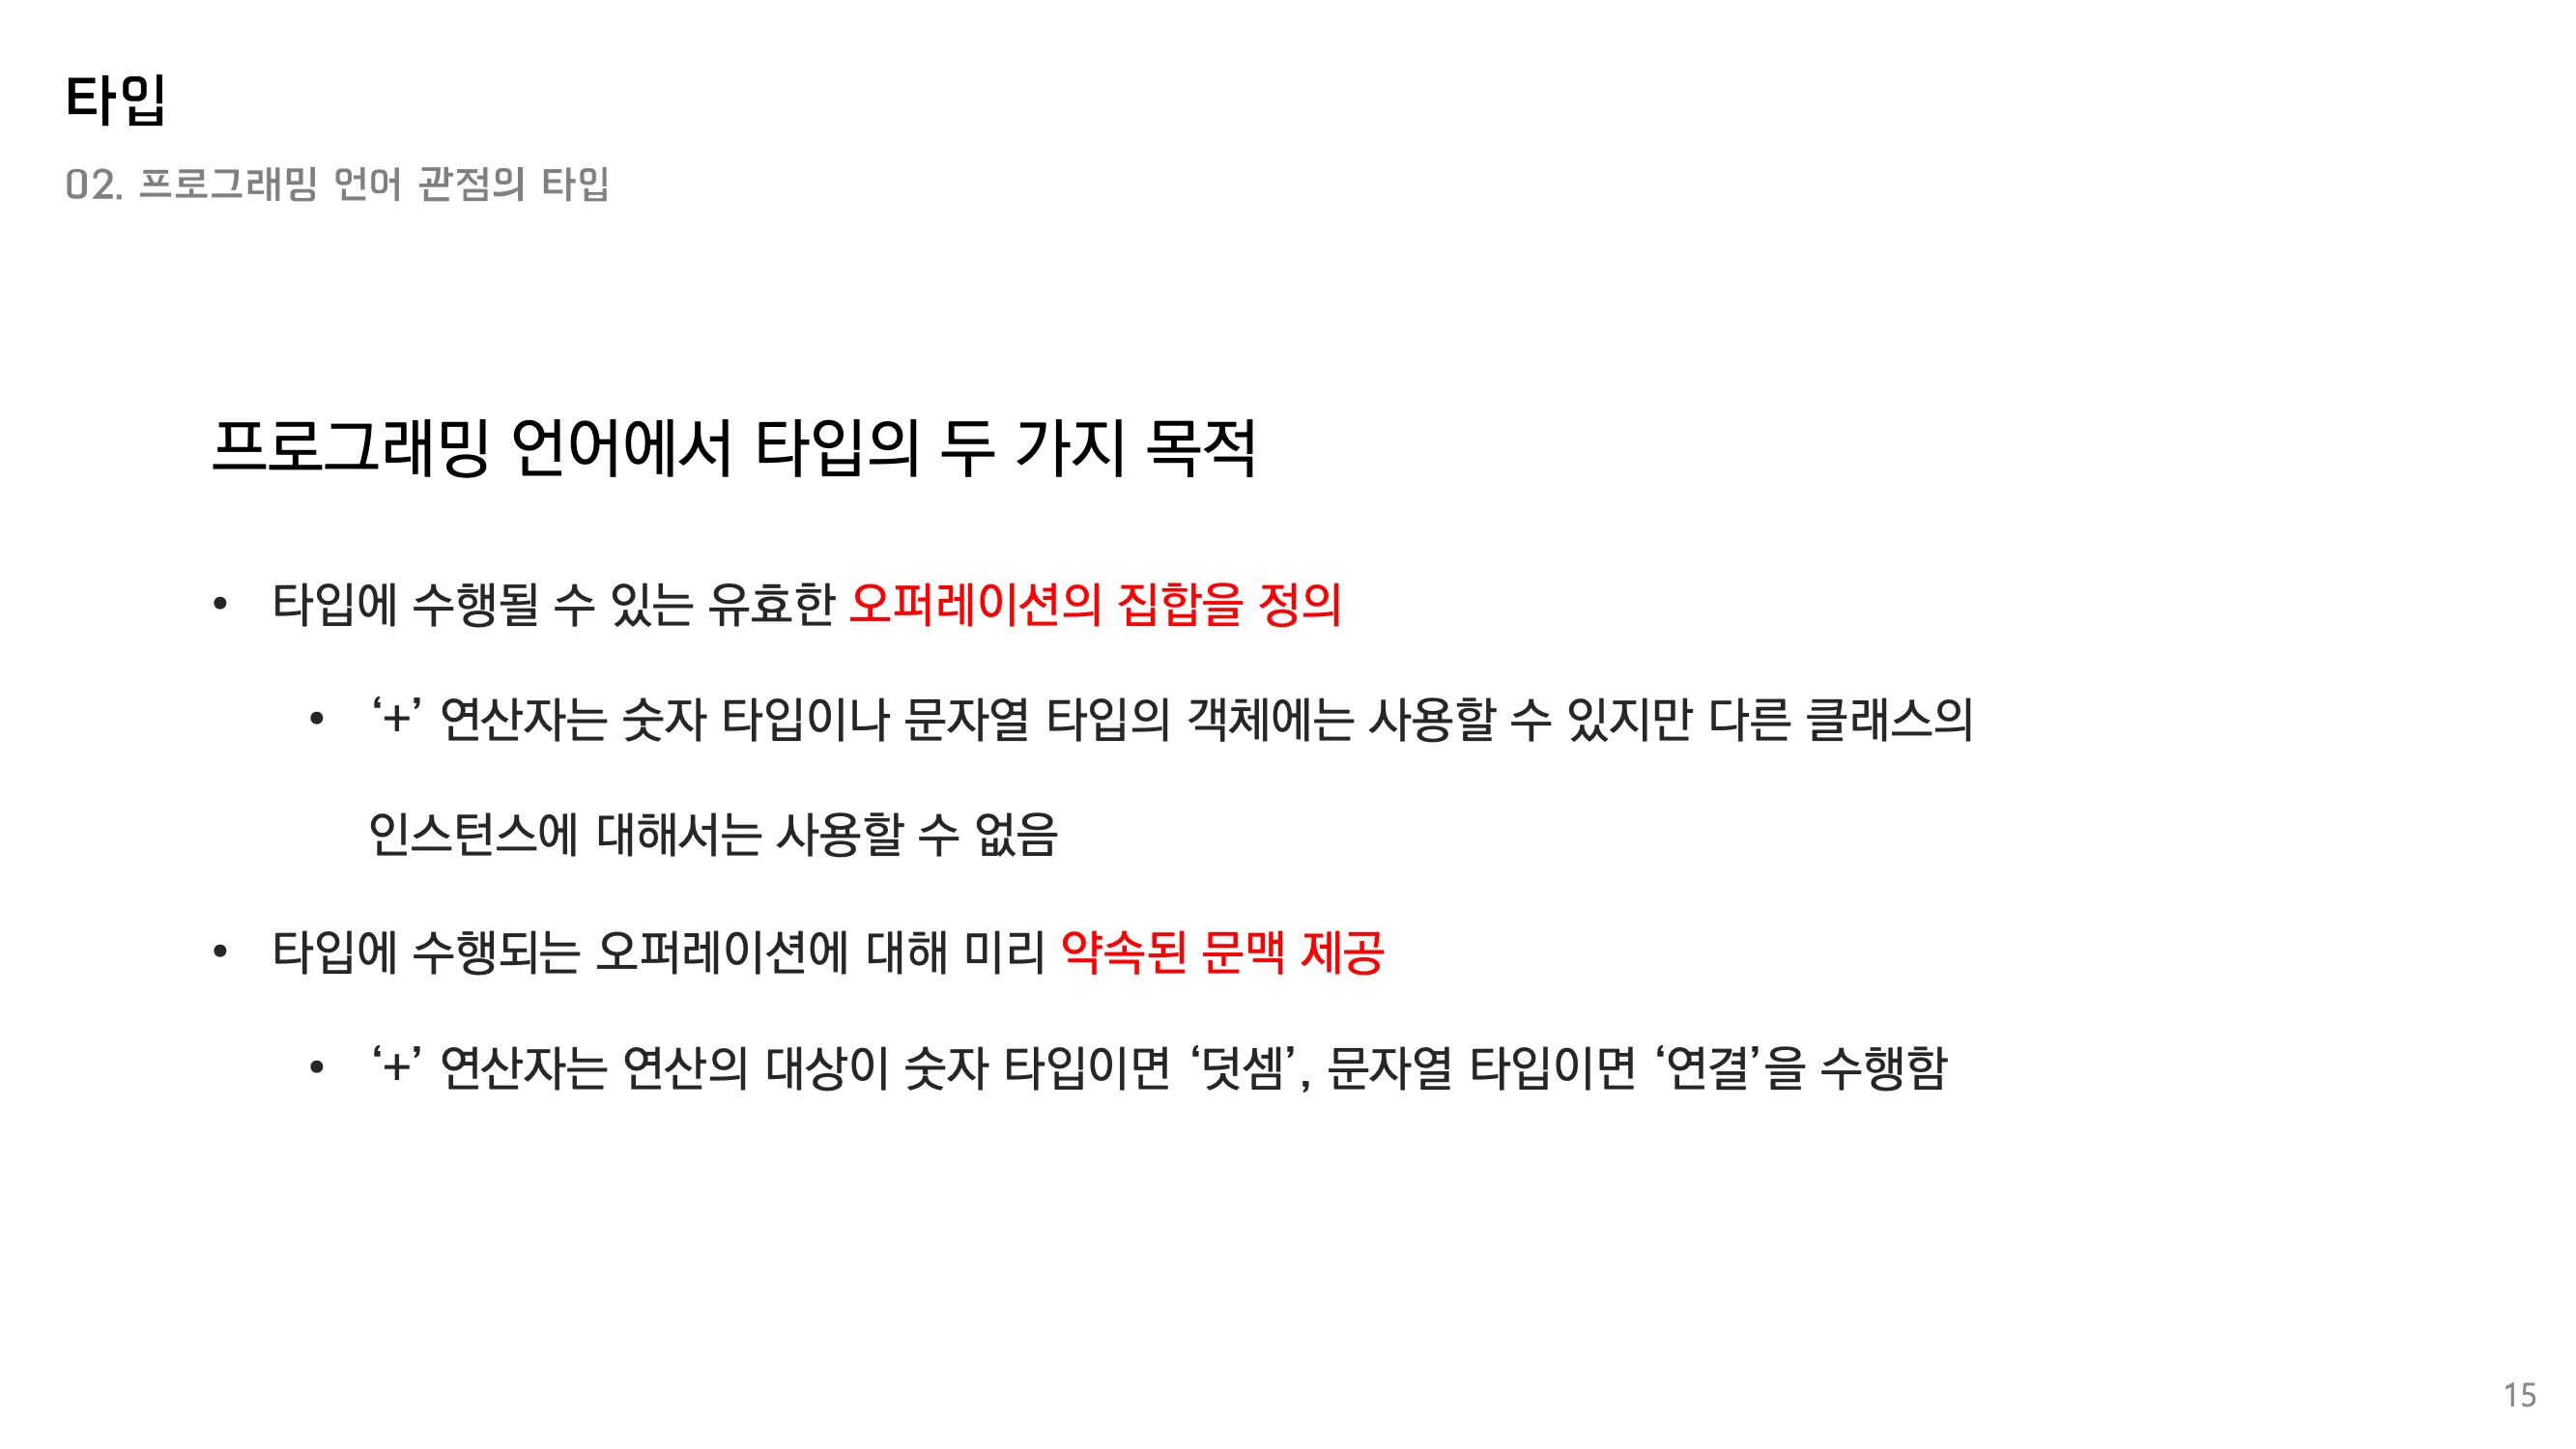 타입
02. 프로그래밍 언어 관점의 타입
프로그래밍 언어에서 타입의 두 가지 목적
• 타입에 수행될 수 있는 유효한 오퍼레이션의 집합을 정의
• ‘+’ 연산자는 숫자 타입이나 문자열 타입의 객체에는 사용할 수 있지만 다른 클래스의
인스턴스에 대해서는 사용할 수 없음
• 타입에 수행되는 오퍼레이션에 대해 미리 약속된 문맥 제공
• ‘+’ 연산자는 연산의 대상이 숫자 타입이면 ‘덧셈’, 문자열 타입이면 ‘연결’을 수행함
15